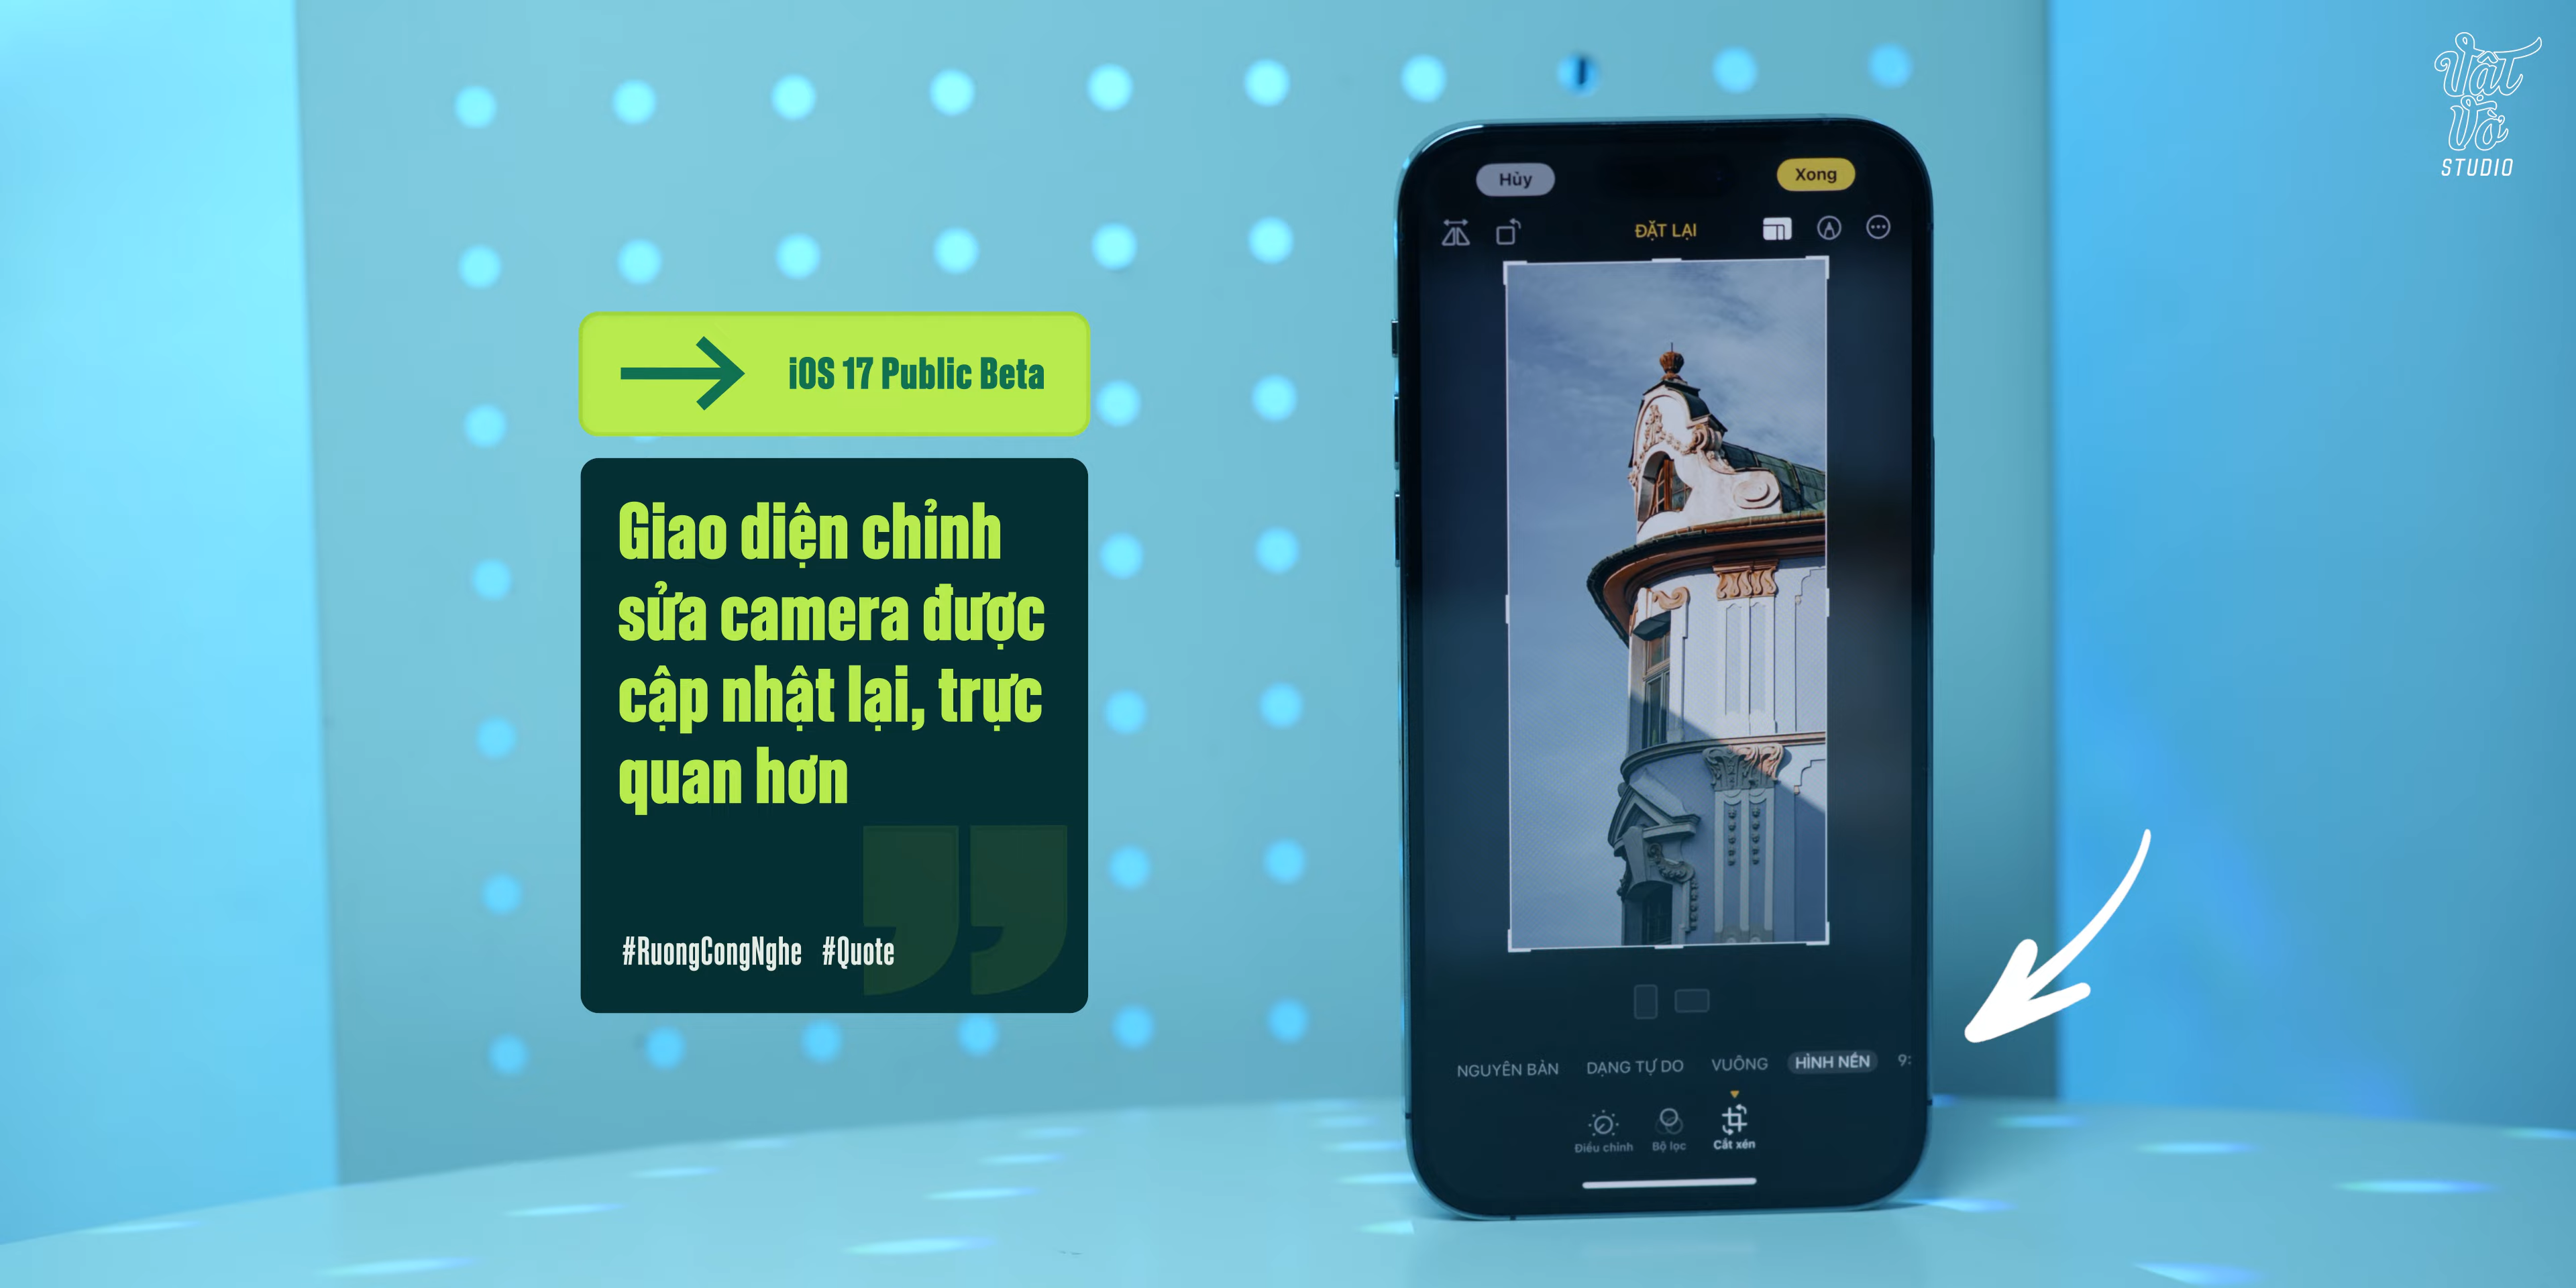 Vật
Vờ
STUDIO
iOS 17 Public Beta
Giao diện chỉnh
sửa camera được
cập nhật lại, trực
quan hơn
#RuongCongNghe #Quote
Hủy
Xong
ĐẶT LẠI
NGUYÊN BẢN DẠNG TỰ DO VUÔNG HÌNH NỀN 9:
Điều chỉnh Bộ lọc Cắt xén